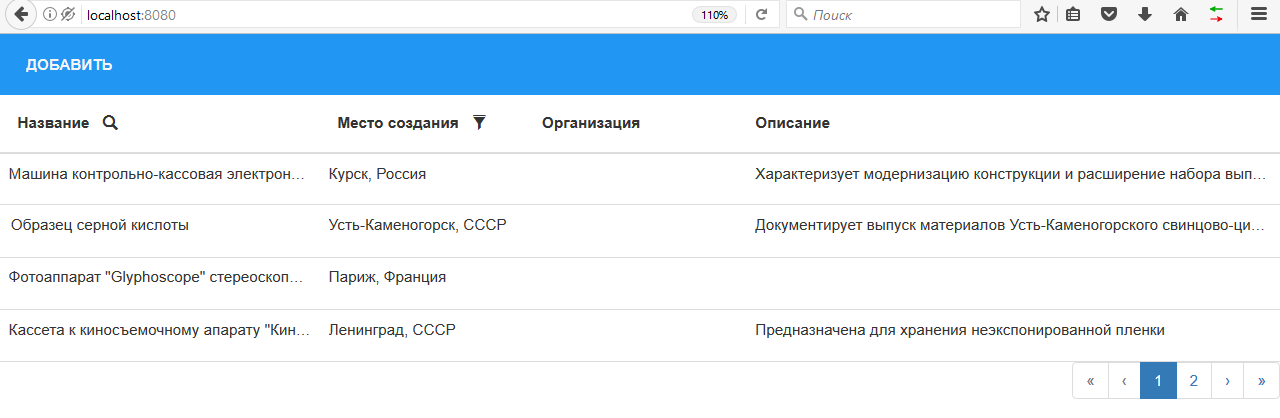 localhost:8080 110% Поиск
ДОБАВИТЬ
Название Место создания Организация Описание
Машина контрольно-кассовая электрон… Курск, Россия Характеризует модернизацию конструкции и расширение набора вып…
Образец серной кислоты Усть-Каменогорск, СССР Документирует выпуск материалов Усть-Каменогорского свинцово-ци…
Фотоаппарат "Glyphoscope" стереоскоп… Париж, Франция
Кассета к киносъемочному апарату "Кин… Ленинград, СССР Предназначена для хранения неэкспонированной пленки
« ‹ 1 2 › »